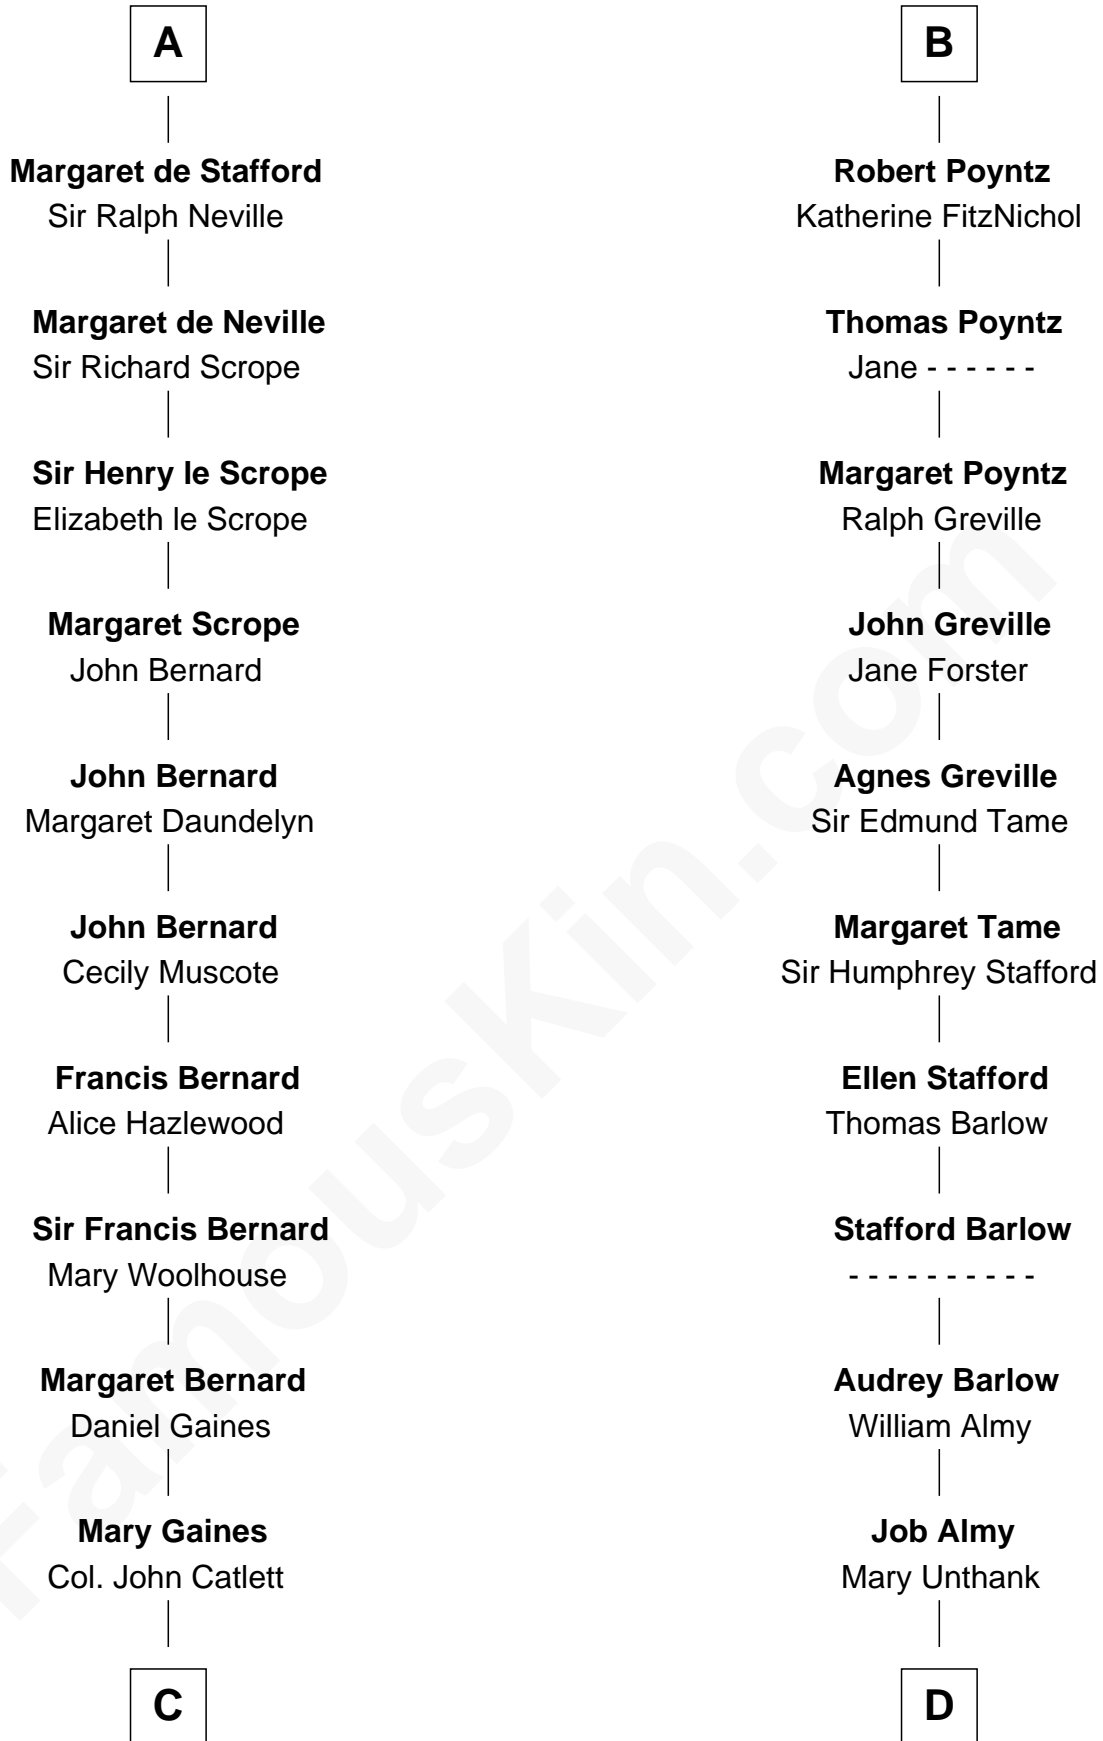 A
Margaret de Stafford
Sir Ralph Neville
Margaret de Neville
Sir Richard Scrope
Sir Henry le Scrope
Elizabeth le Scrope
Margaret Scrope
John Bernard
John Bernard
Margaret Daundelyn
John Bernard
Cecily Muscote
Francis Bernard
Alice Hazlewood
Sir Francis Bernard
Mary Woolhouse
Margaret Bernard
Daniel Gaines
Mary Gaines
Col. John Catlett
C
B
Robert Poyntz
Katherine FitzNichol
Thomas Poyntz
Jane - - - - - -
Margaret Poyntz
Ralph Greville
John Greville
Jane Forster
Agnes Greville
Sir Edmund Tame
Margaret Tame
Sir Humphrey Stafford
Ellen Stafford
Thomas Barlow
Stafford Barlow
- - - - - - - - - -
Audrey Barlow
William Almy
Job Almy
Mary Unthank
D
FamousKin.com